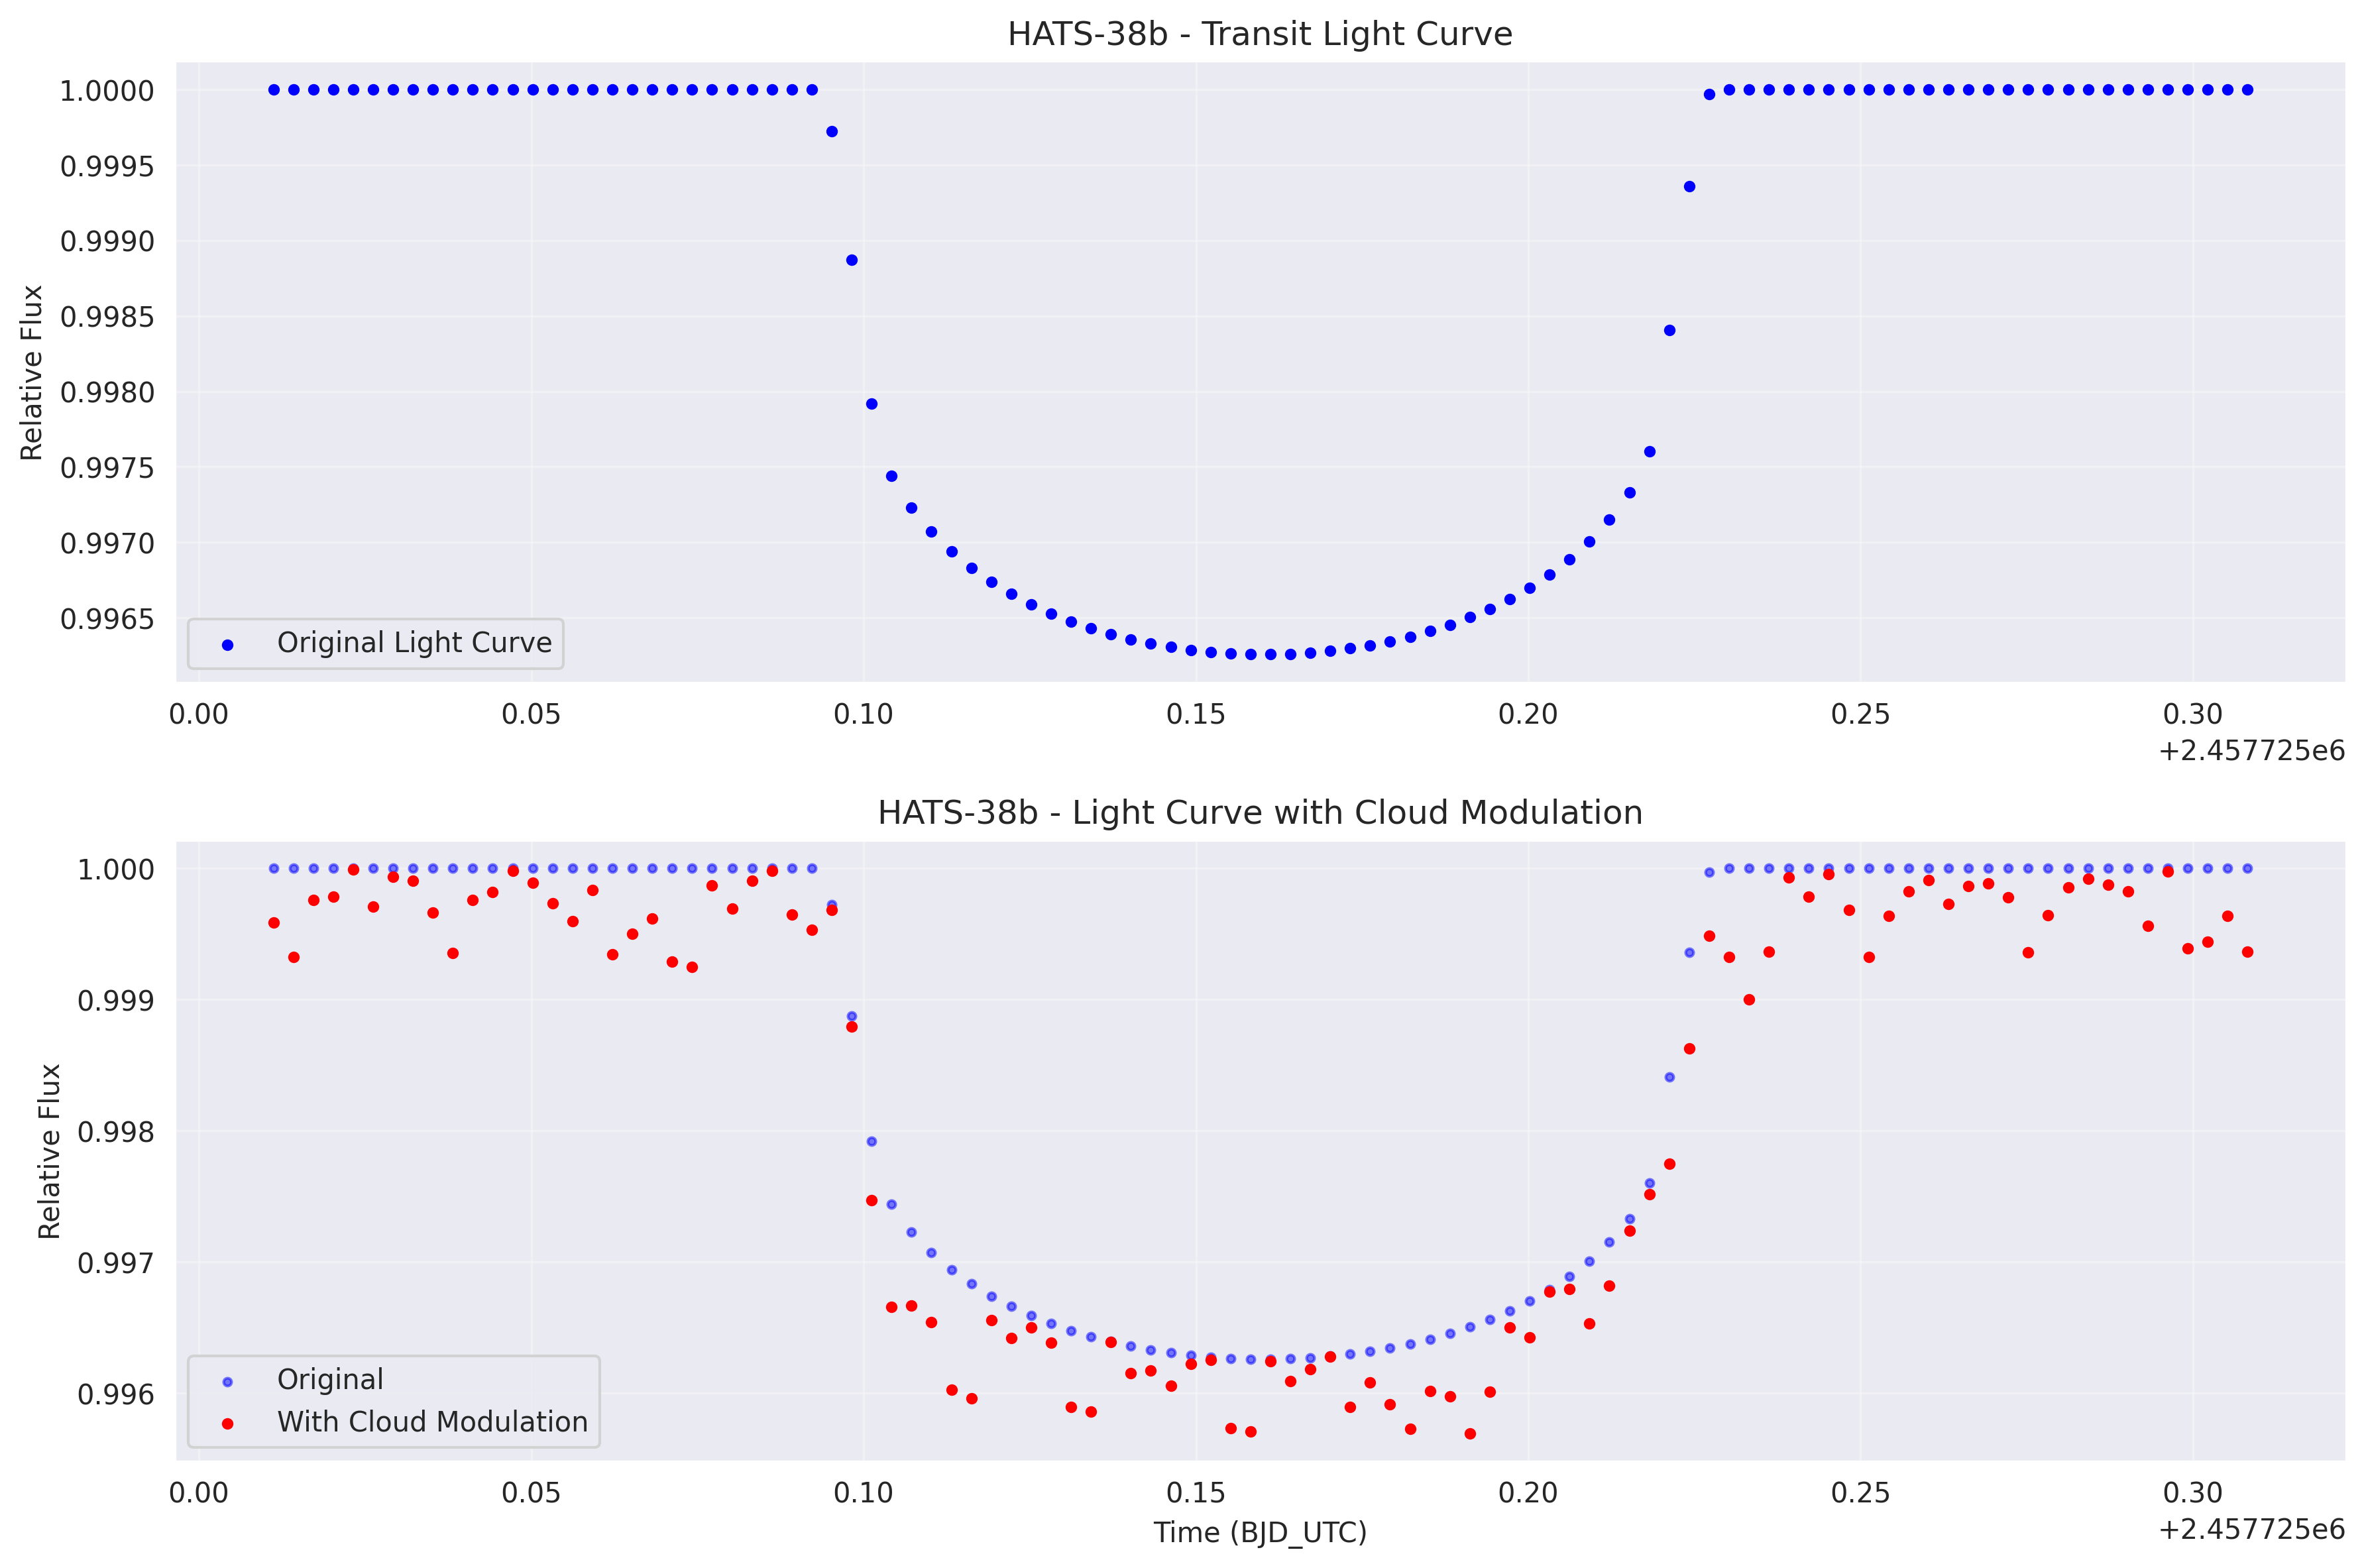 HATS-38b - Transit Light Curve
Relative Flux
1.0000
0.9995
0.9990
0.9985
0.9980
0.9975
0.9970
0.9965
Original Light Curve
0.00 0.05 0.10 0.15 0.20 0.25 0.30
+2.457725e6
HATS-38b - Light Curve with Cloud Modulation
Relative Flux
1.000
0.999
0.998
0.997
0.996
Original
With Cloud Modulation
0.00 0.05 0.10 0.15 0.20 0.25 0.30
+2.457725e6
Time (BJD_UTC)